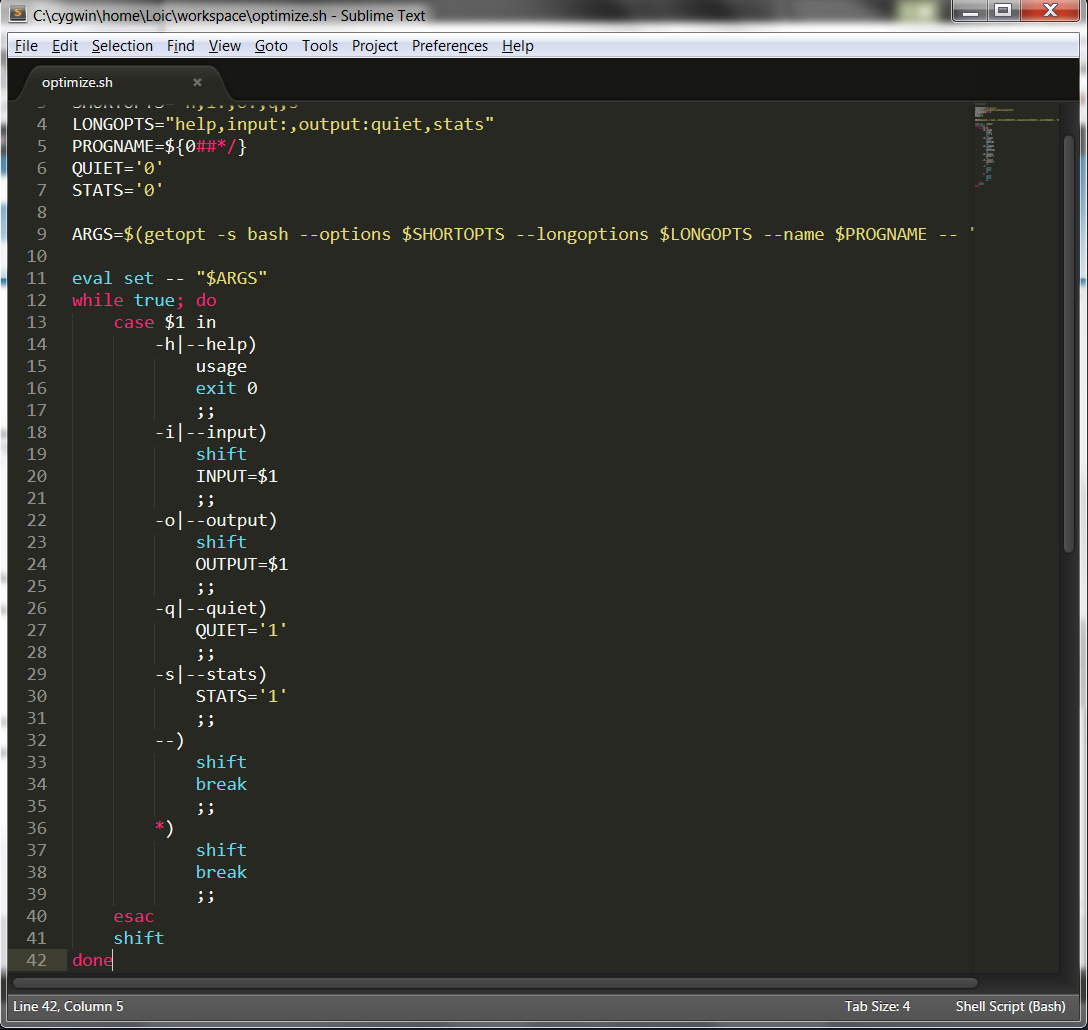 C:\cygwin\home\Loic\workspace\optimize.sh - Sublime Text
File Edit Selection Find View Goto Tools Project Preferences Help
optimize.sh
4 LONGOPTS="help,input:,output:quiet,stats"
5 PROGNAME=${0##*/}
6 QUIET='0'
7 STATS='0'
8
9 ARGS=$(getopt -s bash --options $SHORTOPTS --longoptions $LONGOPTS --name $PROGNAME -- "
10
11 eval set -- "$ARGS"
12 while true; do
13     case $1 in
14         -h|--help)
15             usage
16             exit 0
17             ;;
18         -i|--input)
19             shift
20             INPUT=$1
21             ;;
22         -o|--output)
23             shift
24             OUTPUT=$1
25             ;;
26         -q|--quiet)
27             QUIET='1'
28             ;;
29         -s|--stats)
30             STATS='1'
31             ;;
32         --)
33             shift
34             break
35             ;;
36         *)
37             shift
38             break
39             ;;
40     esac
41     shift
42 done
Line 42, Column 5 Tab Size: 4 Shell Script (Bash)